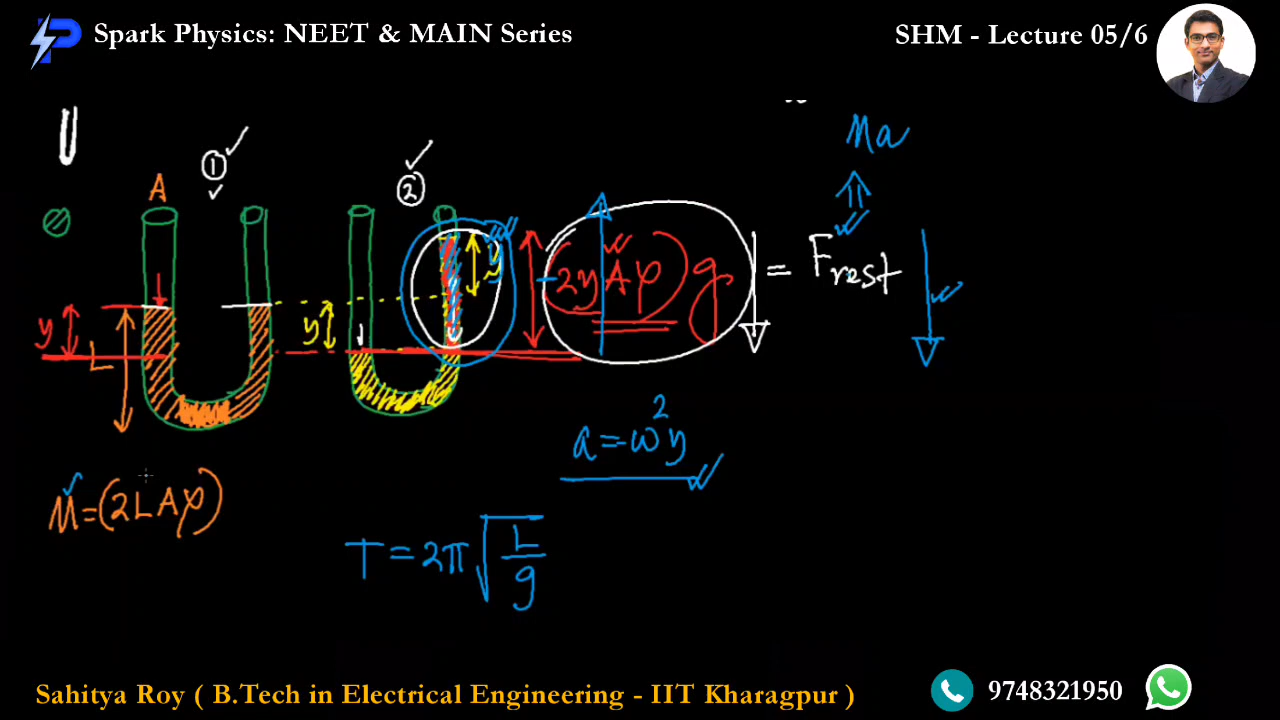 Spark Physics: NEET & MAIN Series
SHM - Lecture 05/6
Ma
①
②
A
y
L
y
y
-(2yAρ)g = Frest
a=-ω²y
M=(2LAρ)
T=2π√(L/g)
Sahitya Roy ( B.Tech in Electrical Engineering - IIT Kharagpur )
9748321950